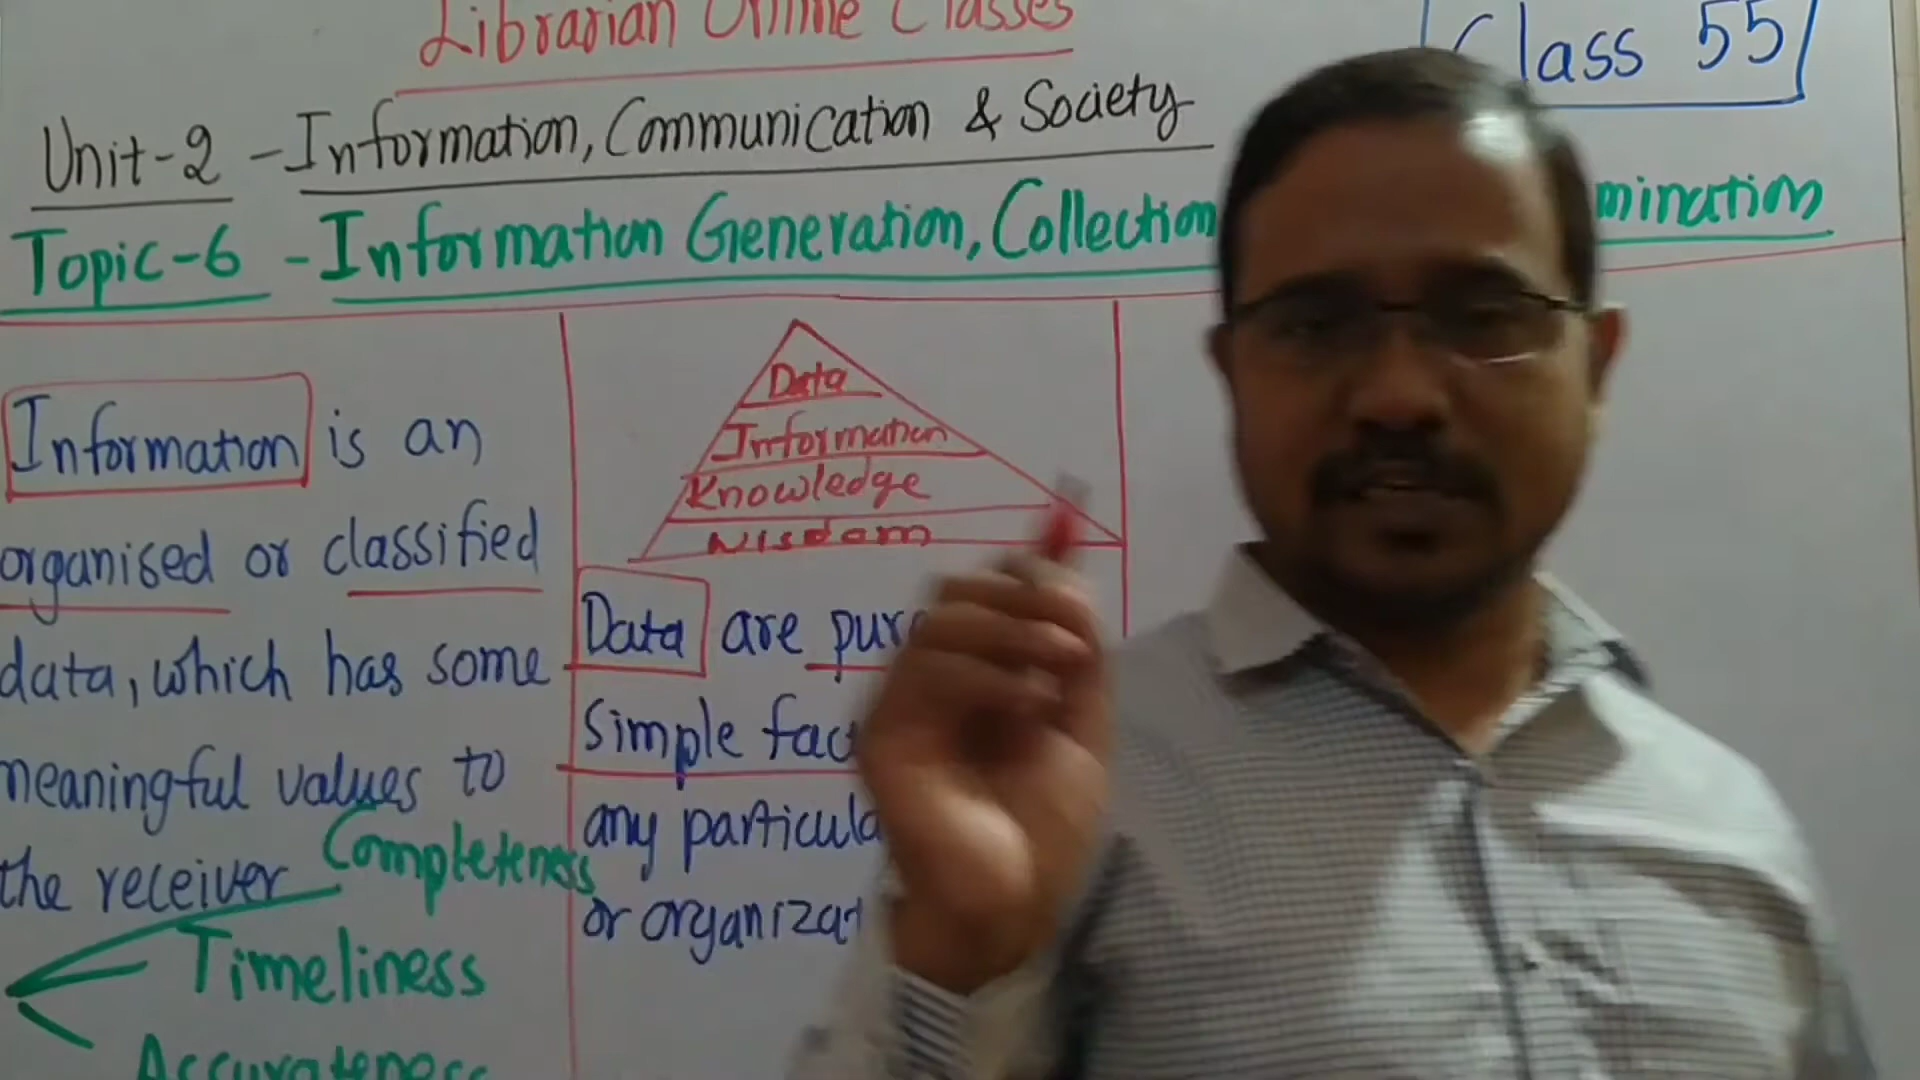 Librarian Online Classes
Class 55
Unit-2 - Information, Communication & Society
Topic-6 - Information Generation, Collection
mination
Information is an
organised or classified
data, which has some
meaningful values to
the receiver
Completeness
Timeliness
Accurateness
Data
Information
Knowledge
Wisdom
Data are pure
simple fac
any particula
or organizat